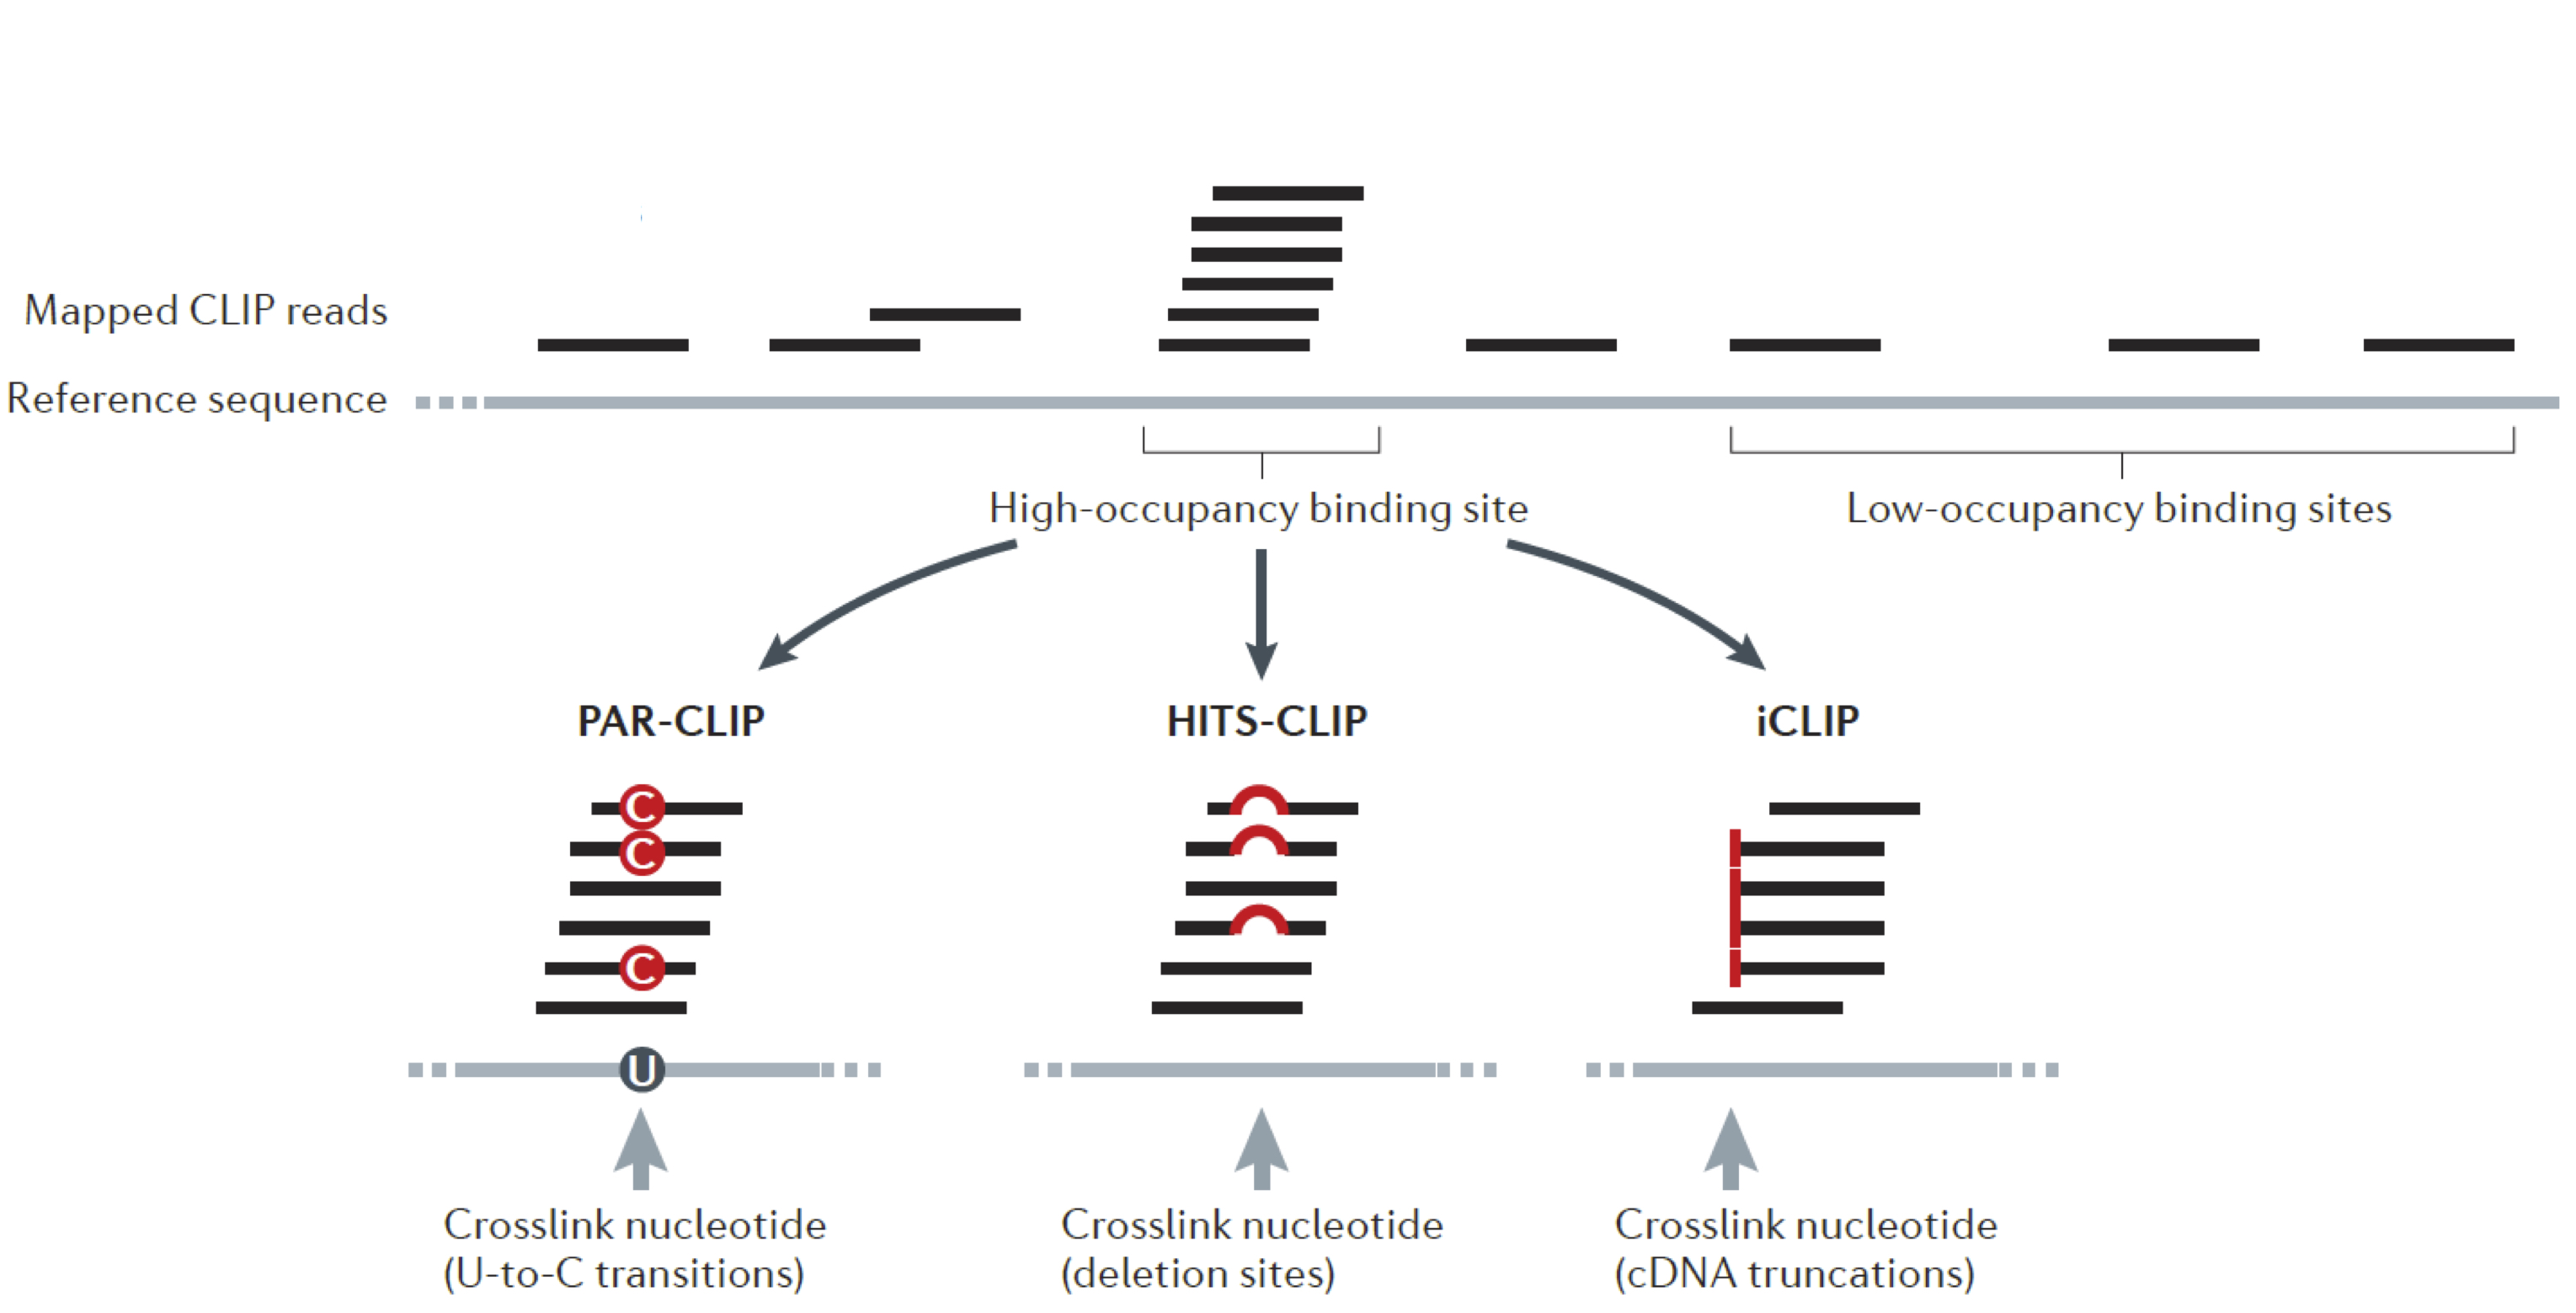 Mapped CLIP reads
Reference sequence
High-occupancy binding site
Low-occupancy binding sites
PAR-CLIP
HITS-CLIP
iCLIP
C
C
C
U
Crosslink nucleotide
(U-to-C transitions)
Crosslink nucleotide
(deletion sites)
Crosslink nucleotide
(cDNA truncations)